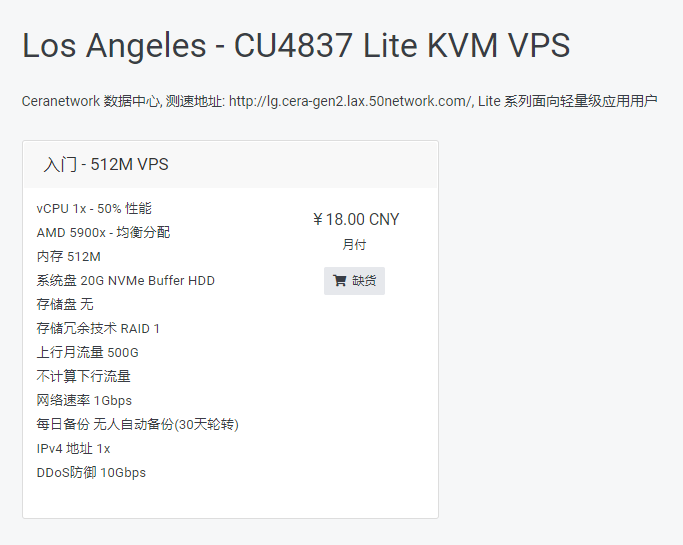 Los Angeles - CU4837 Lite KVM VPS
Ceranetwork 数据中心, 测速地址: http://lg.cera-gen2.lax.50network.com/, Lite 系列面向轻量级应用用户
入门 - 512M VPS
vCPU 1x - 50% 性能
AMD 5900x - 均衡分配
内存 512M
系统盘 20G NVMe Buffer HDD
存储盘 无
存储冗余技术 RAID 1
上行月流量 500G
不计算下行流量
网络速率 1Gbps
每日备份 无人自动备份(30天轮转)
IPv4 地址 1x
DDoS防御 10Gbps
¥18.00 CNY
月付
缺货